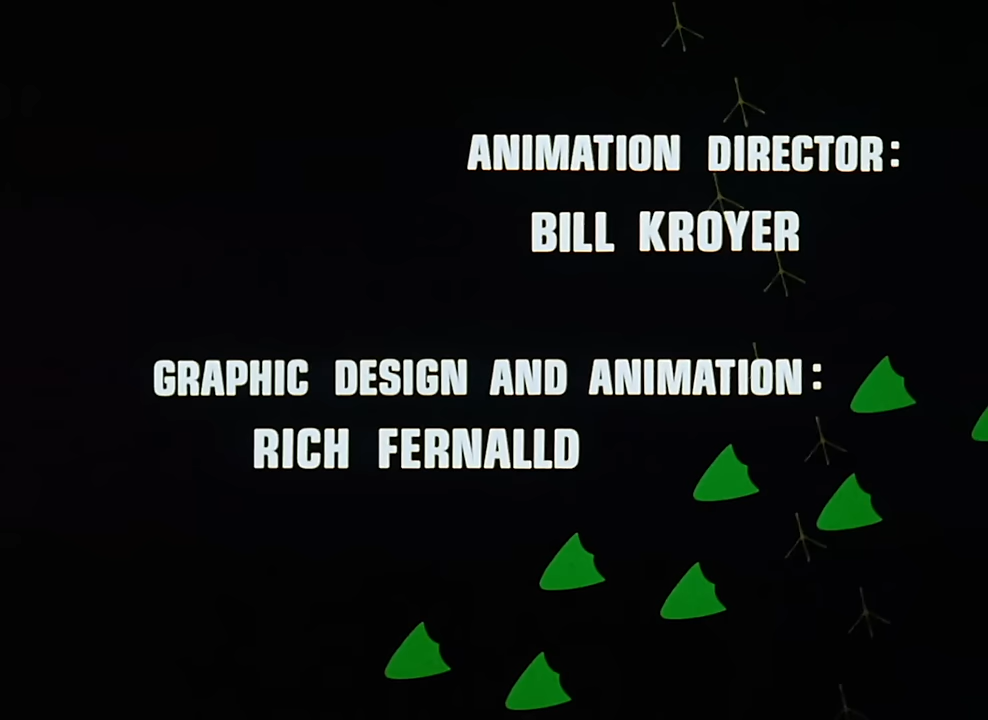 ANIMATION DIRECTOR:
BILL KROYER
GRAPHIC DESIGN AND ANIMATION:
RICH FERNALLD